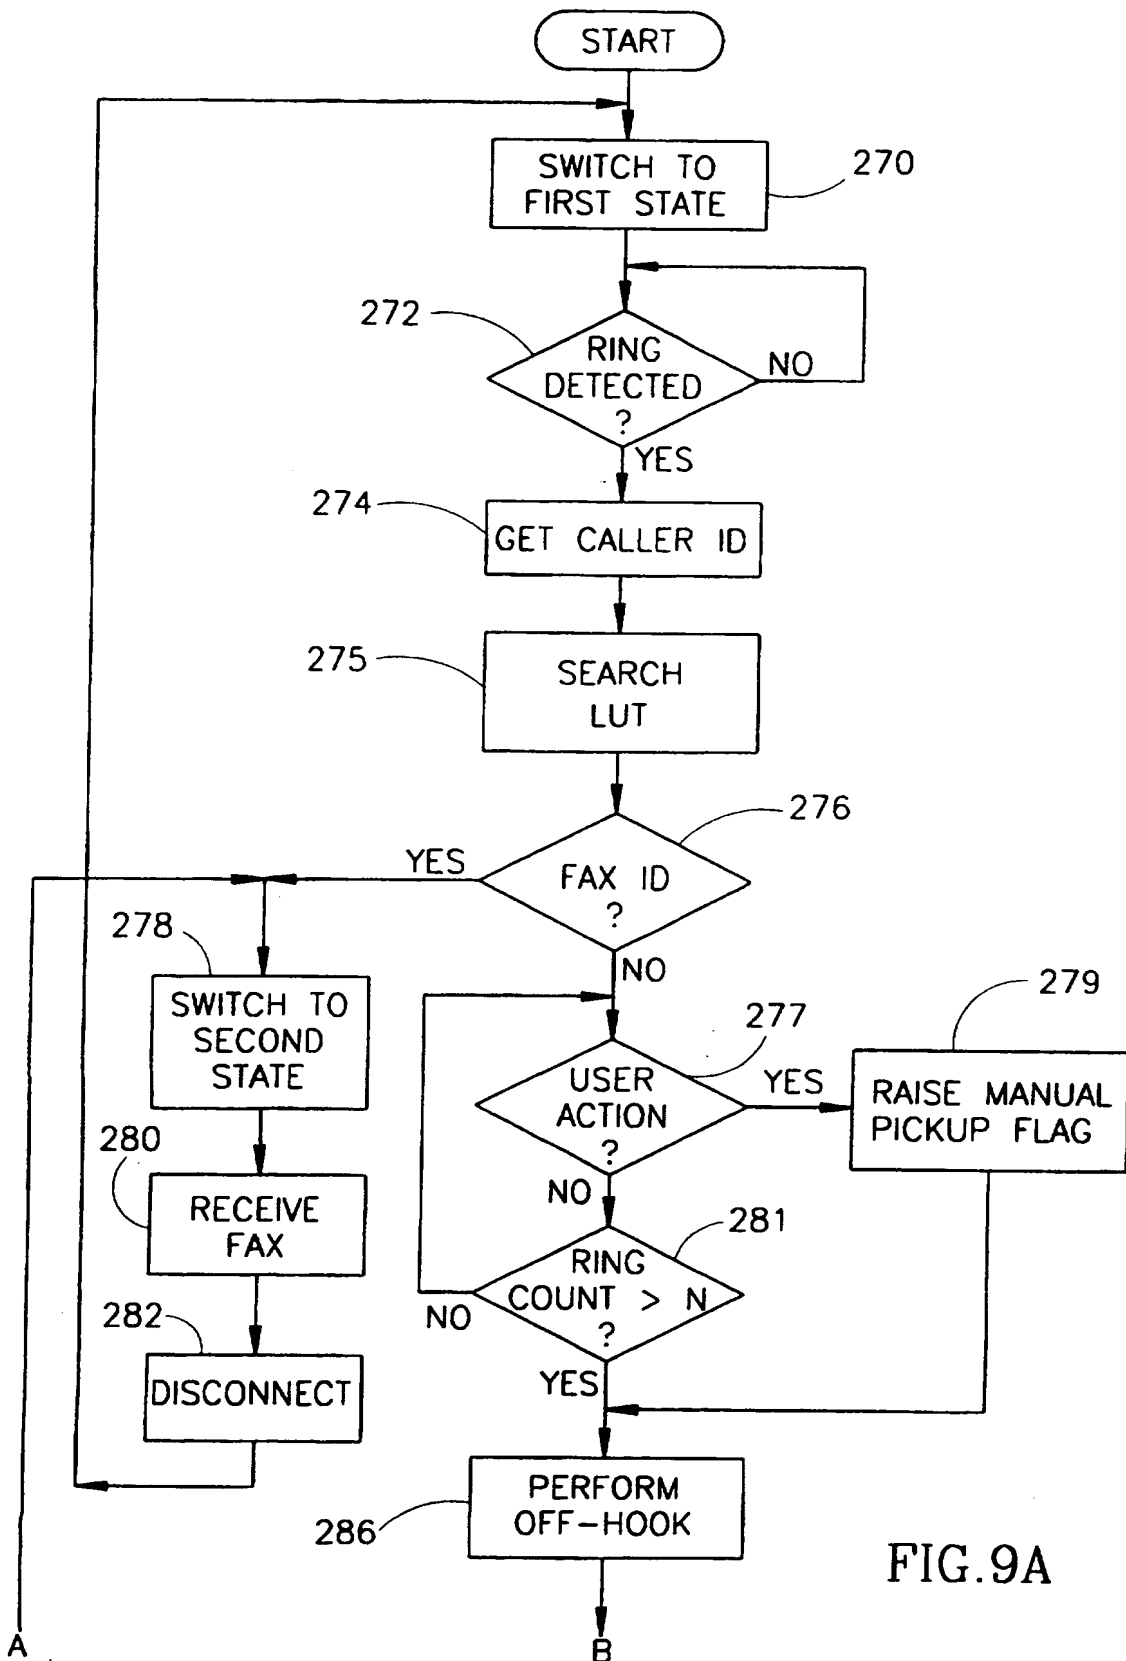 START
SWITCH TO
FIRST STATE
270
272
RING
DETECTED
?
NO
YES
274
GET CALLER ID
275
SEARCH
LUT
276
YES
FAX ID
?
NO
278
SWITCH TO
SECOND
STATE
277
279
USER
ACTION
?
YES
RAISE MANUAL
PICKUP FLAG
NO
280
RECEIVE
FAX
281
RING
COUNT > N
?
NO
YES
282
DISCONNECT
PERFORM
OFF-HOOK
286
FIG.9A
A
B